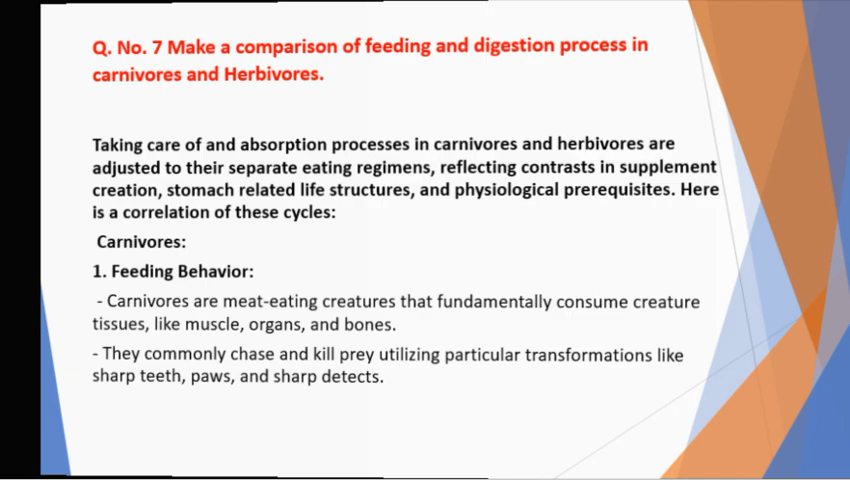 Q. No. 7 Make a comparison of feeding and digestion process in
carnivores and Herbivores.
Taking care of and absorption processes in carnivores and herbivores are
adjusted to their separate eating regimens, reflecting contrasts in supplement
creation, stomach related life structures, and physiological prerequisites. Here
is a correlation of these cycles:
Carnivores:
1. Feeding Behavior:
- Carnivores are meat-eating creatures that fundamentally consume creature
tissues, like muscle, organs, and bones.
- They commonly chase and kill prey utilizing particular transformations like
sharp teeth, paws, and sharp detects.